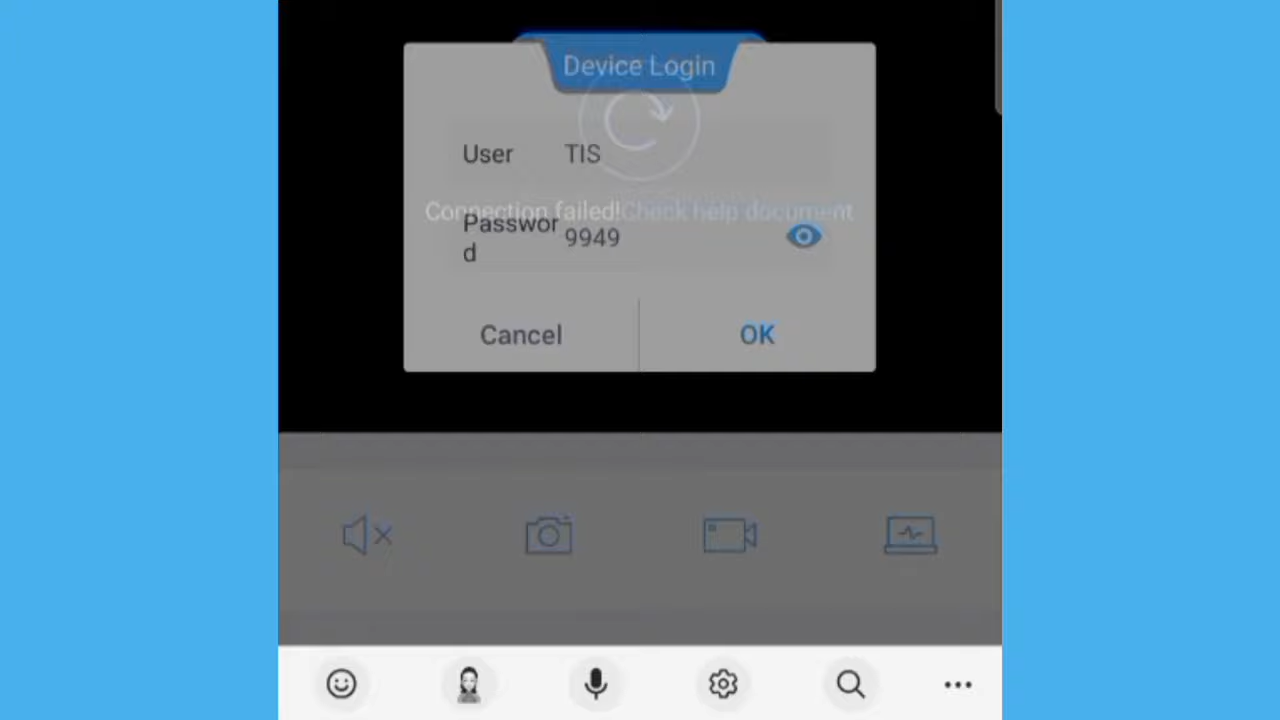 Device Login
User TIS
Connection failed!Check help document
Passwor
d
9949
Cancel OK